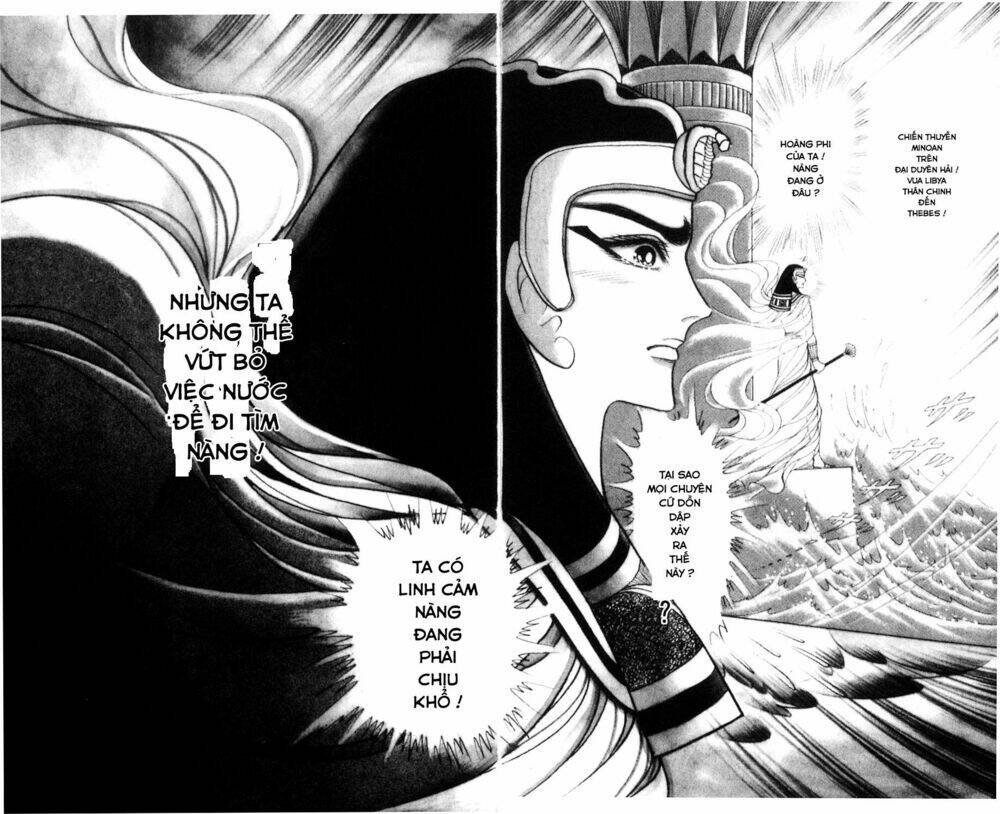 CHIẾN THUYỀN
MINOAN
TRÊN
ĐẠI DUYÊN HẢI !
VUA LIBYA
THÂN CHINH
ĐẾN
THEBES !
HOÀNG PHI
CỦA TA !
NÀNG
ĐANG Ở
ĐÂU ?
TẠI SAO
MỌI CHUYỆN
CỨ DỒN
DẬP
XẢY
RA
THẾ
NÀY ?
?
TA CÓ
LINH CẢM
NÀNG
ĐANG
PHẢI
CHỊU
KHỔ !
NHƯNG TA
KHÔNG THỂ
VỨT BỎ
VIỆC NƯỚC
ĐỂ ĐI TÌM
NÀNG !